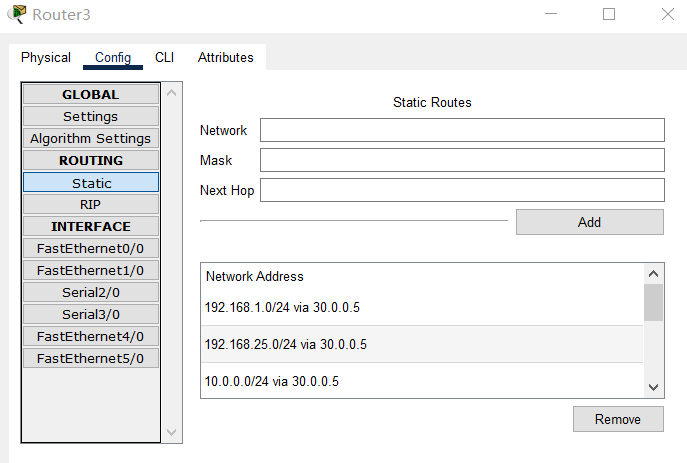 Router3
Physical Config CLI Attributes
GLOBAL
Settings
Algorithm Settings
ROUTING
Static
RIP
INTERFACE
FastEthernet0/0
FastEthernet1/0
Serial2/0
Serial3/0
FastEthernet4/0
FastEthernet5/0
Static Routes
Network
Mask
Next Hop
Add
Network Address
192.168.1.0/24 via 30.0.0.5
192.168.25.0/24 via 30.0.0.5
10.0.0.0/24 via 30.0.0.5
Remove